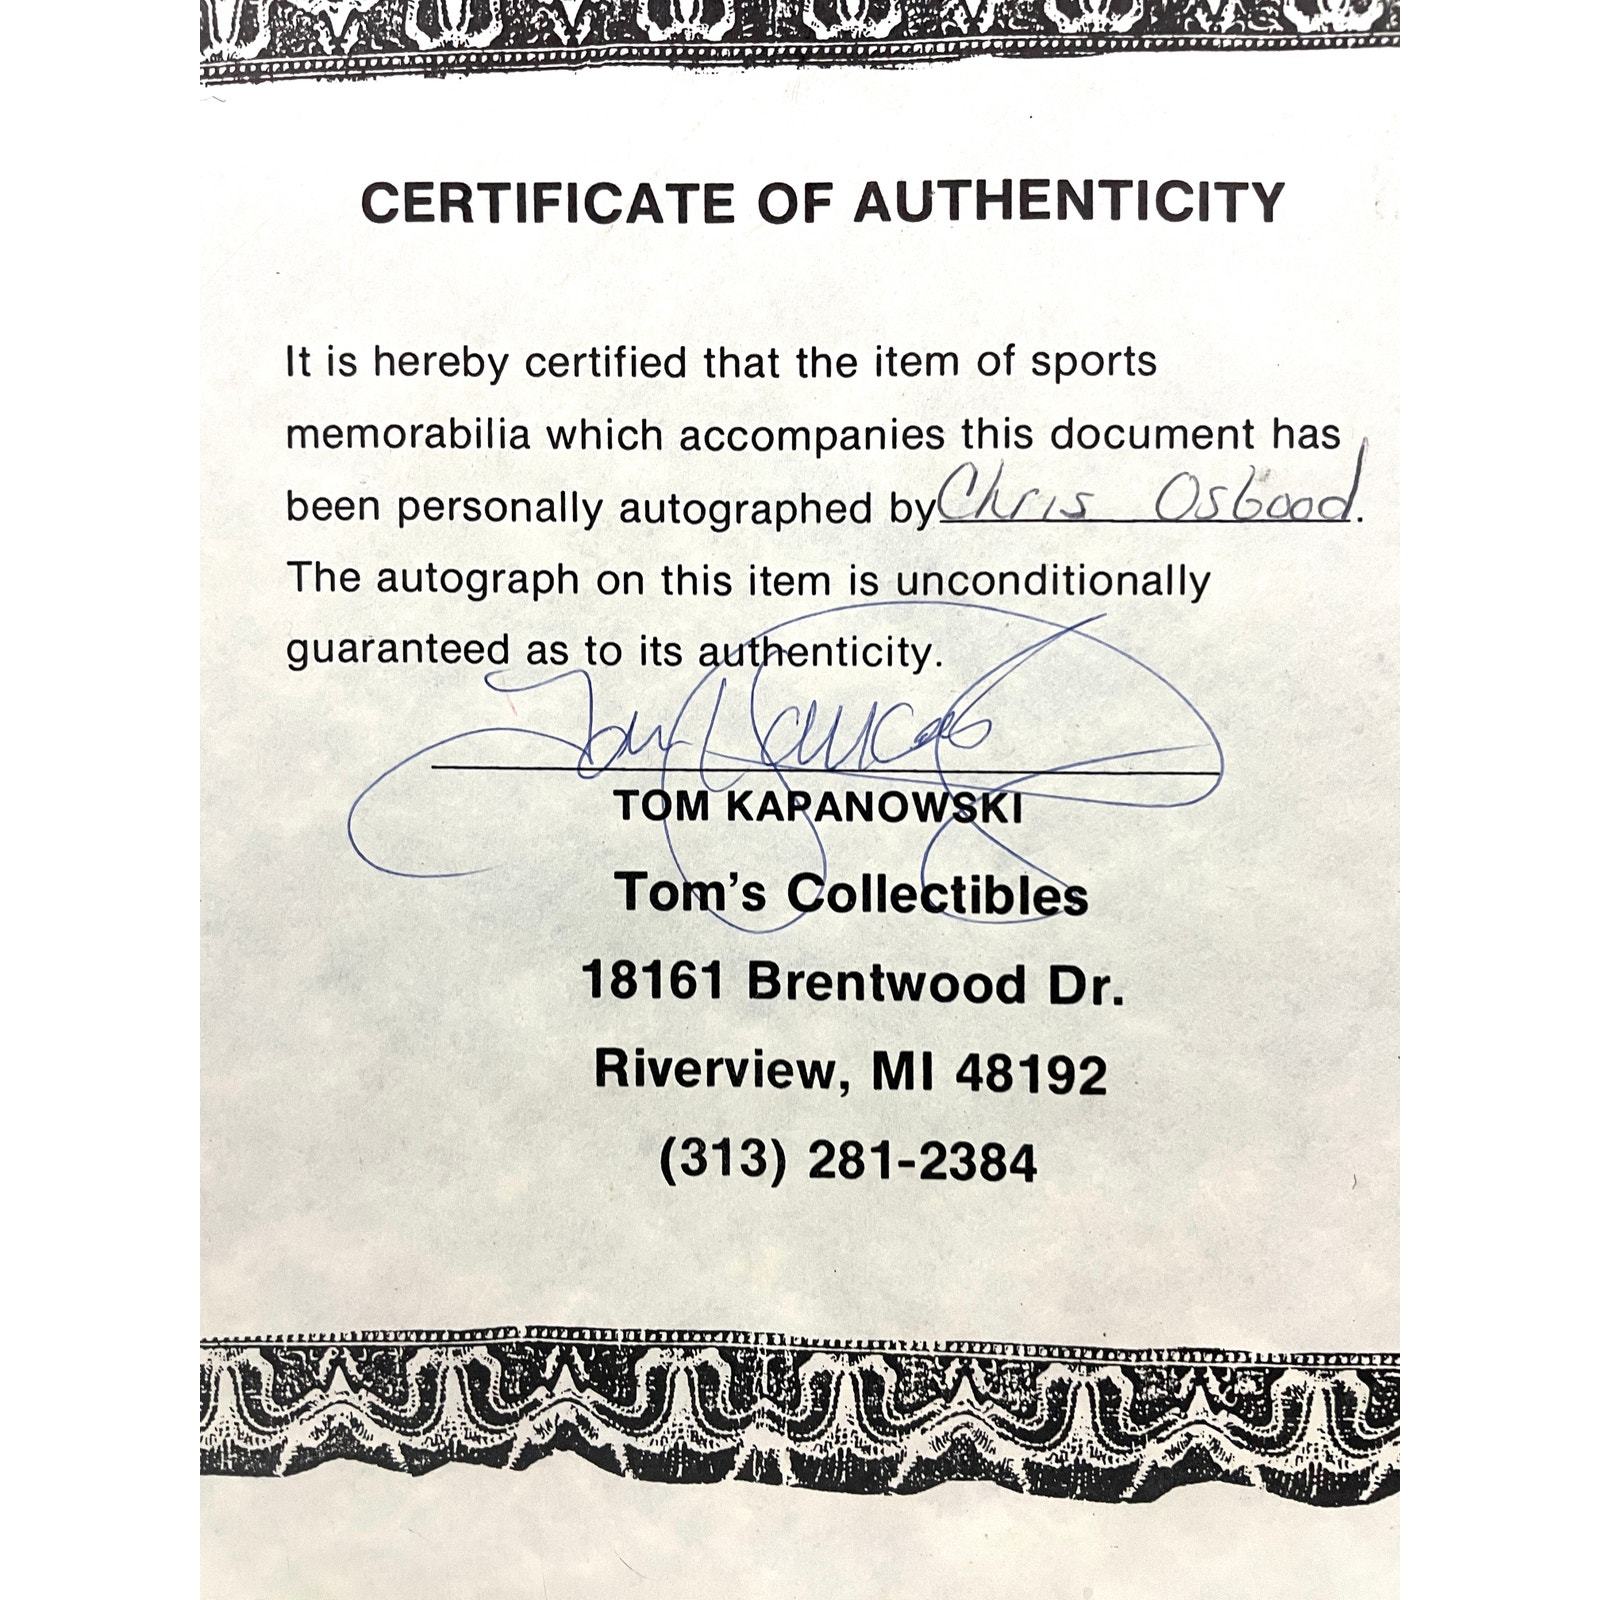 CERTIFICATE OF AUTHENTICITY
It is hereby certified that the item of sports
memorabilia which accompanies this document has
been personally autographed by Chris Osgood.
The autograph on this item is unconditionally
guaranteed as to its authenticity.
TOM KAPANOWSKI
Tom's Collectibles
18161 Brentwood Dr.
Riverview, MI 48192
(313) 281-2384